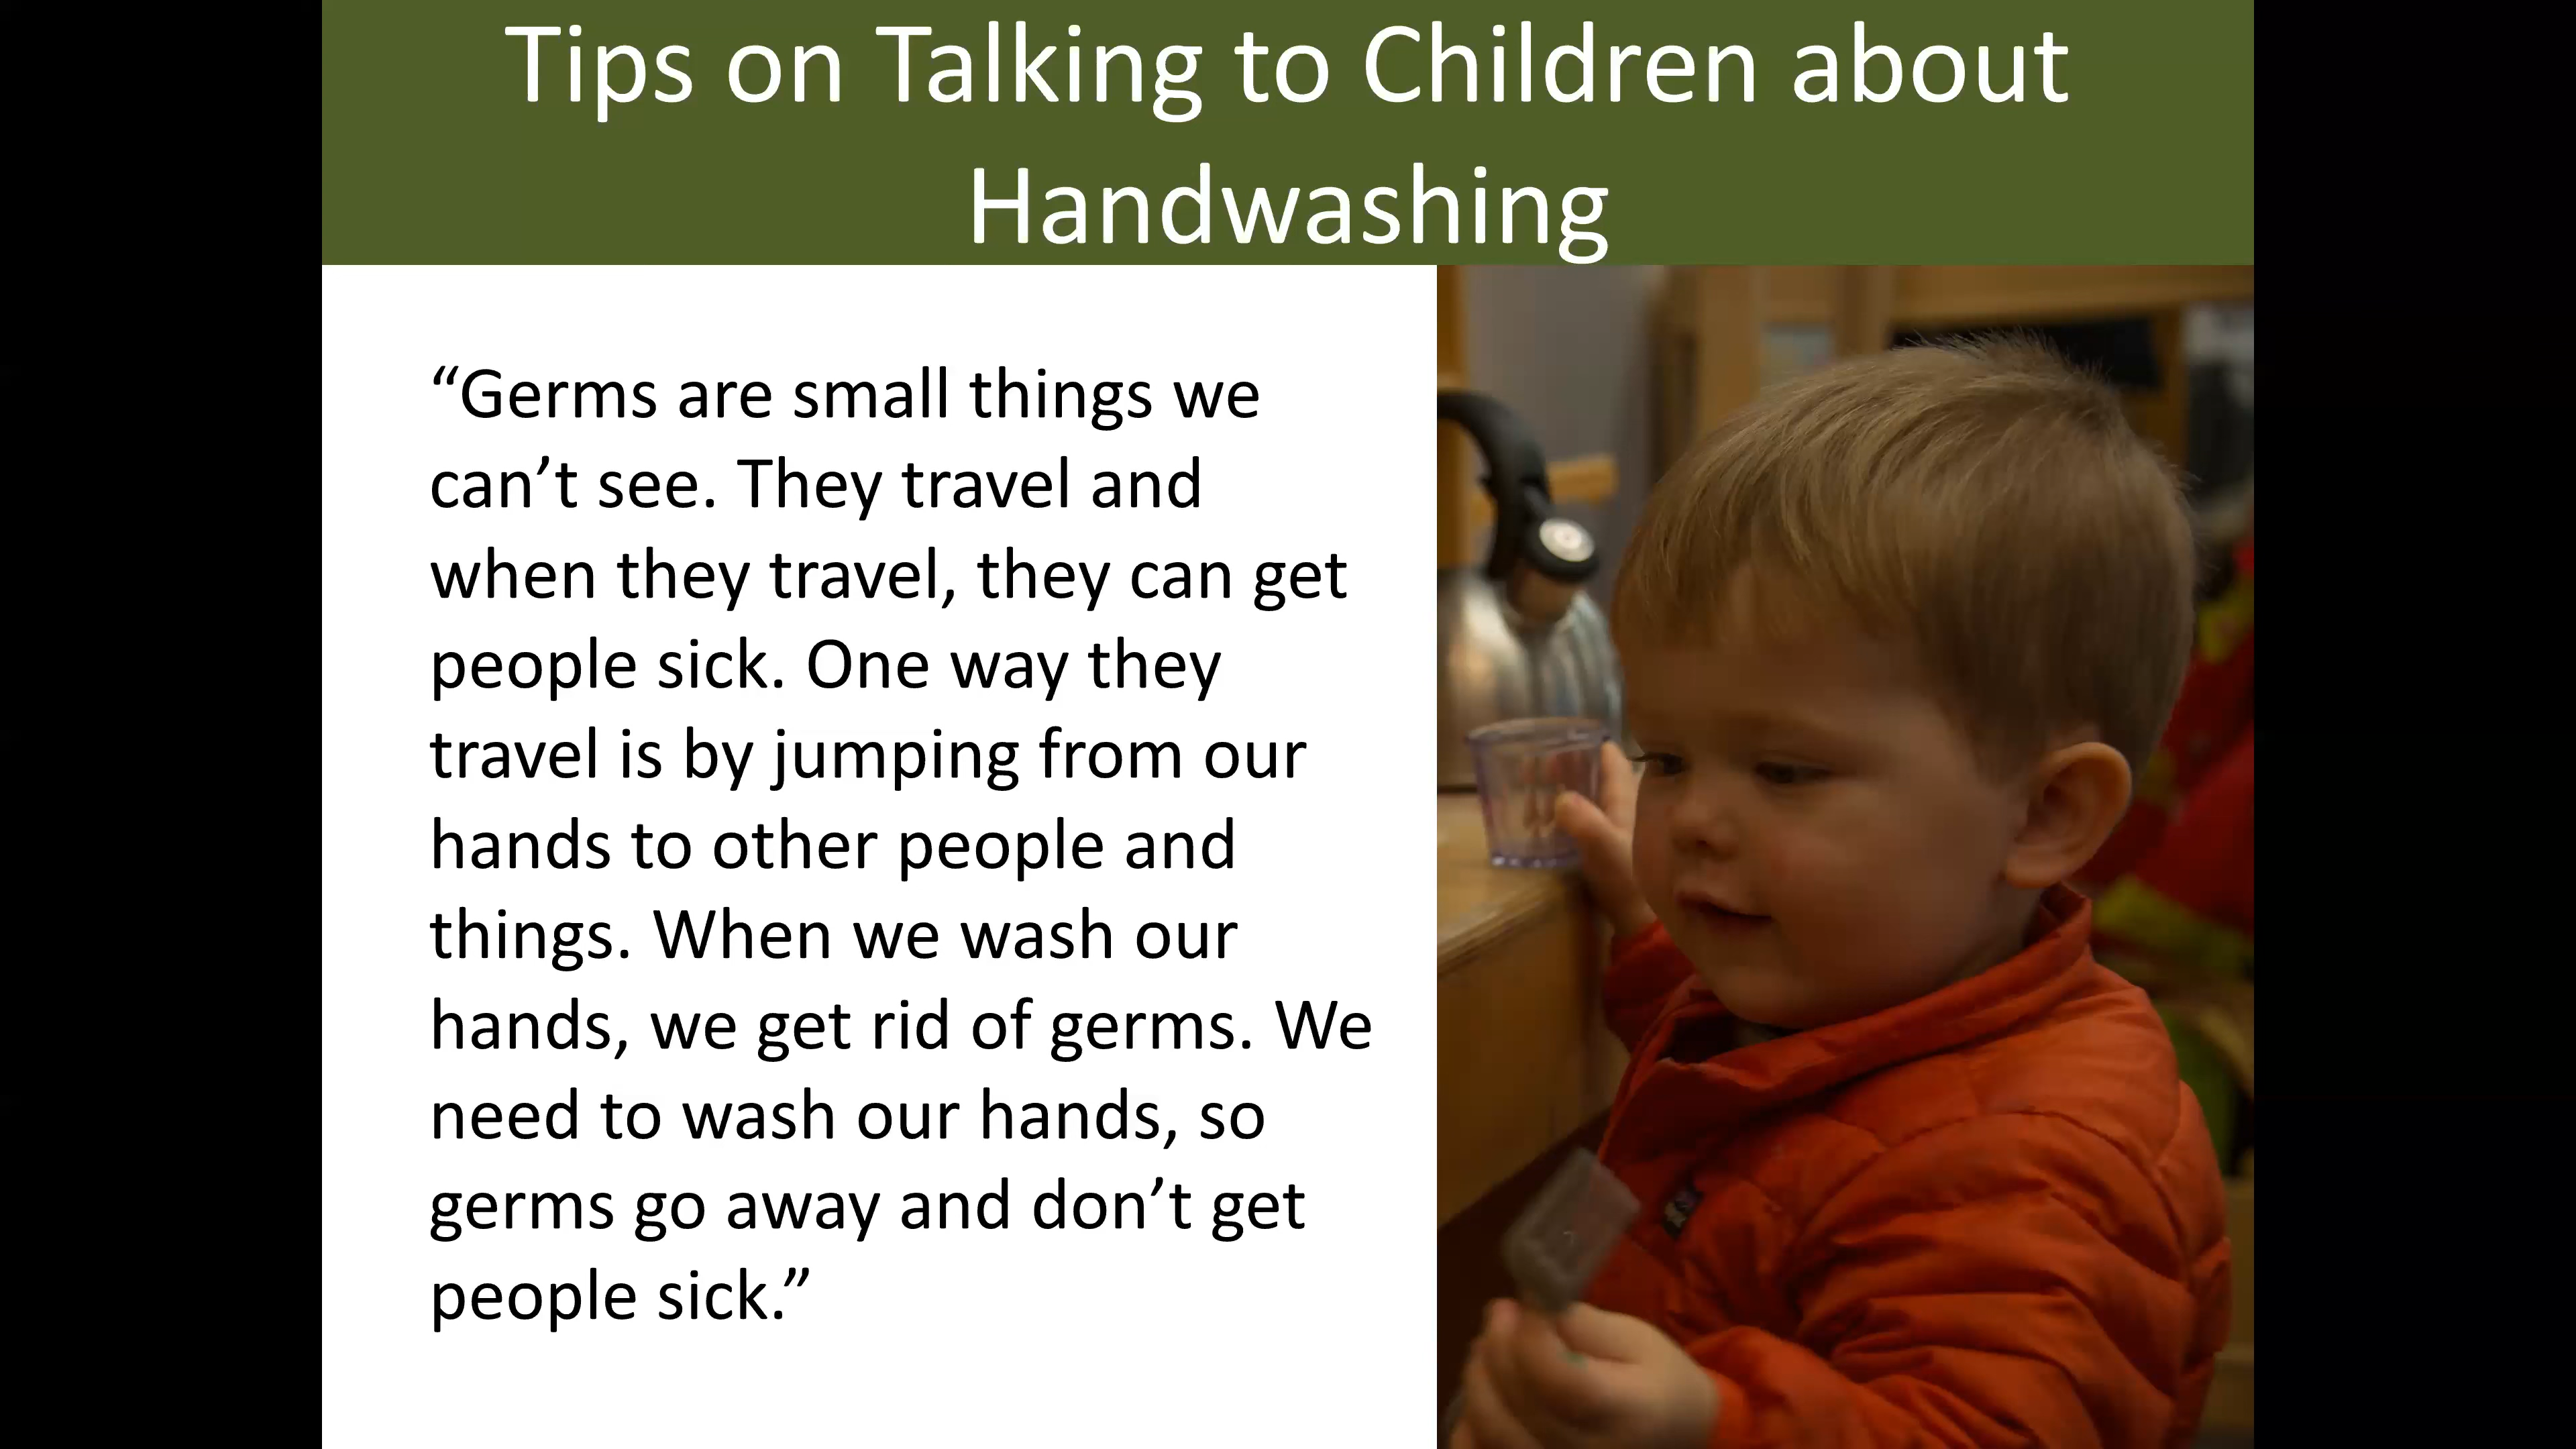 Tips on Talking to Children about
Handwashing
“Germs are small things we
can’t see. They travel and
when they travel, they can get
people sick. One way they
travel is by jumping from our
hands to other people and
things. When we wash our
hands, we get rid of germs. We
need to wash our hands, so
germs go away and don’t get
people sick.”